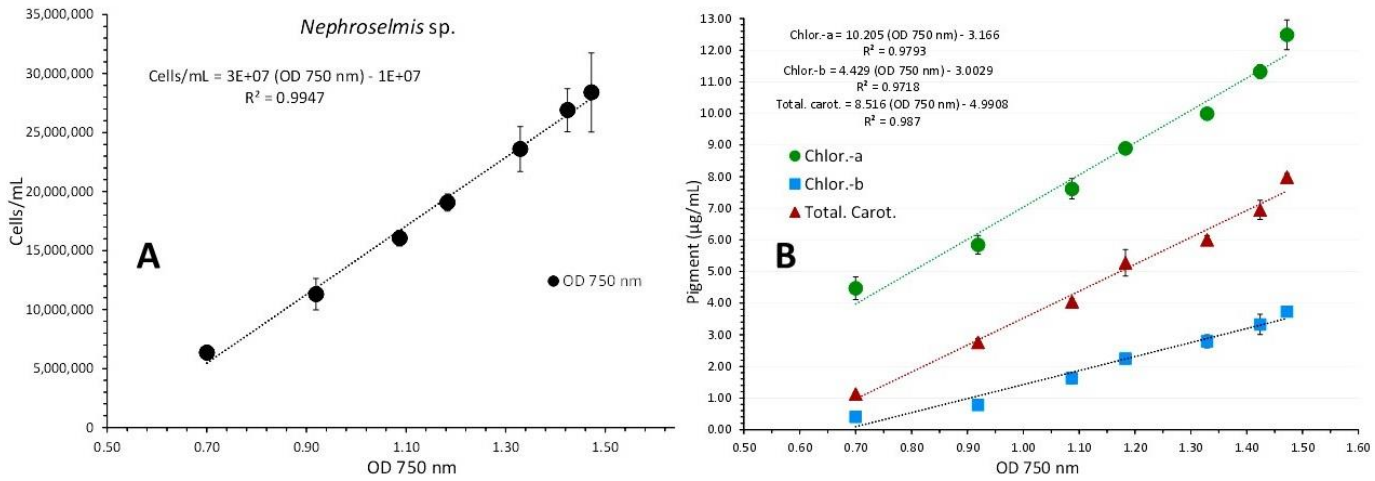 Nephroselmis sp.
Cells/mL = 3E+07 (OD 750 nm) - 1E+07
R² = 0.9947
35,000,000
30,000,000
25,000,000
20,000,000
15,000,000
10,000,000
5,000,000
0
Cells/mL
A
OD 750 nm
0.50
0.70
0.90
1.10
1.30
1.50
OD 750 nm
Chlor.-a = 10.205 (OD 750 nm) - 3.166
R² = 0.9793
Chlor.-b = 4.429 (OD 750 nm) - 3.0029
R² = 0.9718
Total. carot. = 8.516 (OD 750 nm) - 4.9908
R² = 0.987
Chlor.-a
Chlor.-b
Total. Carot.
13.00
12.00
11.00
10.00
9.00
8.00
7.00
6.00
5.00
4.00
3.00
2.00
1.00
0.00
Pigment (µg/mL)
B
0.50
0.60
0.70
0.80
0.90
1.00
1.10
1.20
1.30
1.40
1.50
1.60
OD 750 nm